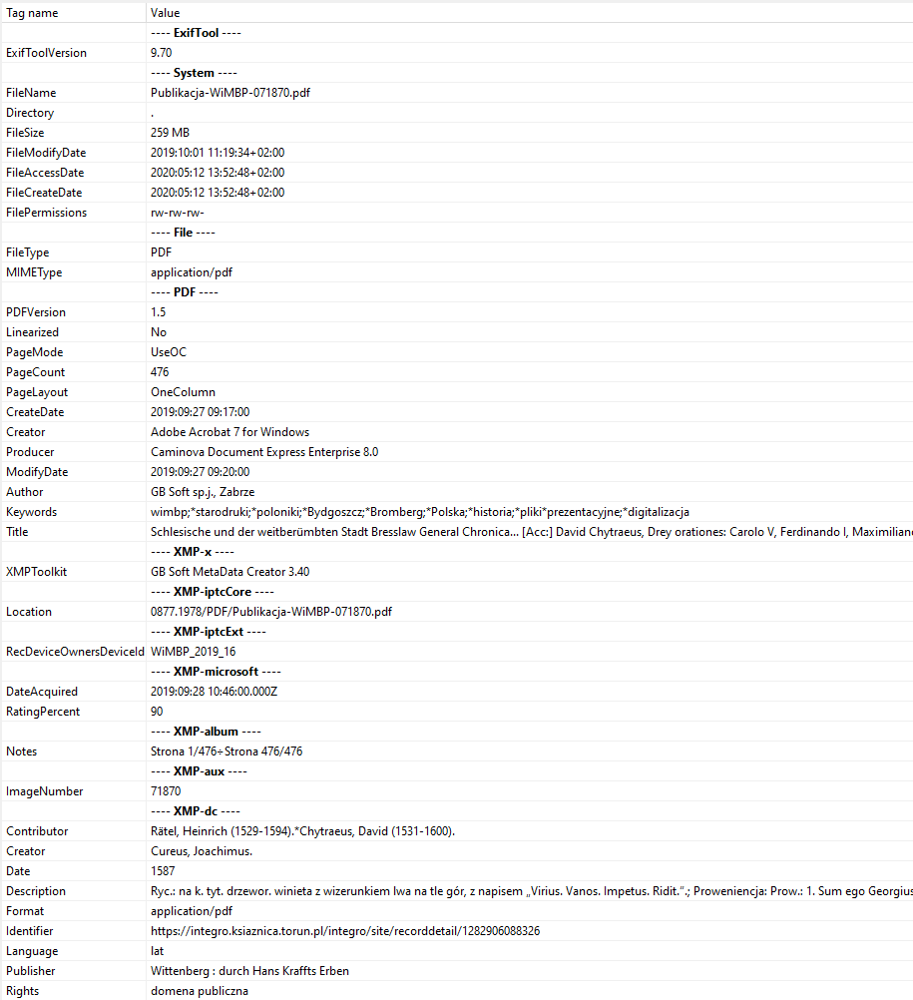 Tag name Value
---- ExifTool ----
ExifToolVersion 9.70
---- System ----
FileName Publikacja-WiMBP-071870.pdf
Directory .
FileSize 259 MB
FileModifyDate 2019:10:01 11:19:34+02:00
FileAccessDate 2020:05:12 13:52:48+02:00
FileCreateDate 2020:05:12 13:52:48+02:00
FilePermissions rw-rw-rw-
---- File ----
FileType PDF
MIMEType application/pdf
---- PDF ----
PDFVersion 1.5
Linearized No
PageMode UseOC
PageCount 476
PageLayout OneColumn
CreateDate 2019:09:27 09:17:00
Creator Adobe Acrobat 7 for Windows
Producer Caminova Document Express Enterprise 8.0
ModifyDate 2019:09:27 09:20:00
Author GB Soft sp.j., Zabrze
Keywords wimbp;*starodruki;*poloniki;*Bydgoszcz;*Bromberg;*Polska;*historia;*pliki*prezentacyjne;*digitalizacja
Title Schlesische und der weitberümbten Stadt Bresslaw General Chronica... [Acc:] David Chytraeus, Drey orationes: Carolo V, Ferdinando I, Maximiliano
---- XMP-x ----
XMPToolkit GB Soft MetaData Creator 3.40
---- XMP-iptcCore ----
Location 0877.1978/PDF/Publikacja-WiMBP-071870.pdf
---- XMP-iptcExt ----
RecDeviceOwnersDeviceId WiMBP_2019_16
---- XMP-microsoft ----
DateAcquired 2019:09:28 10:46:00.000Z
RatingPercent 90
---- XMP-album ----
Notes Strona 1/476÷Strona 476/476
---- XMP-aux ----
ImageNumber 71870
---- XMP-dc ----
Contributor Rätel, Heinrich (1529-1594).*Chytraeus, David (1531-1600).
Creator Cureus, Joachimus.
Date 1587
Description Ryc.: na k. tyt. drzewor. winieta z wizerunkiem lwa na tle gór, z napisem „Virius. Vanos. Impetus. Ridit.”.; Proweniencja: Prow.: 1. Sum ego Georgius
Format application/pdf
Identifier https://integro.ksiaznica.torun.pl/integro/site/recorddetail/1282906088326
Language lat
Publisher Wittenberg : durch Hans Kraffts Erben
Rights domena publiczna